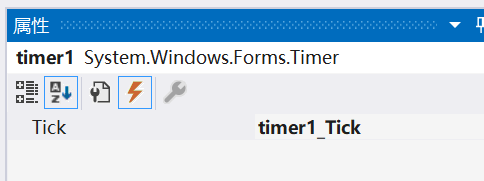 属性
timer1 System.Windows.Forms.Timer
Tick timer1_Tick